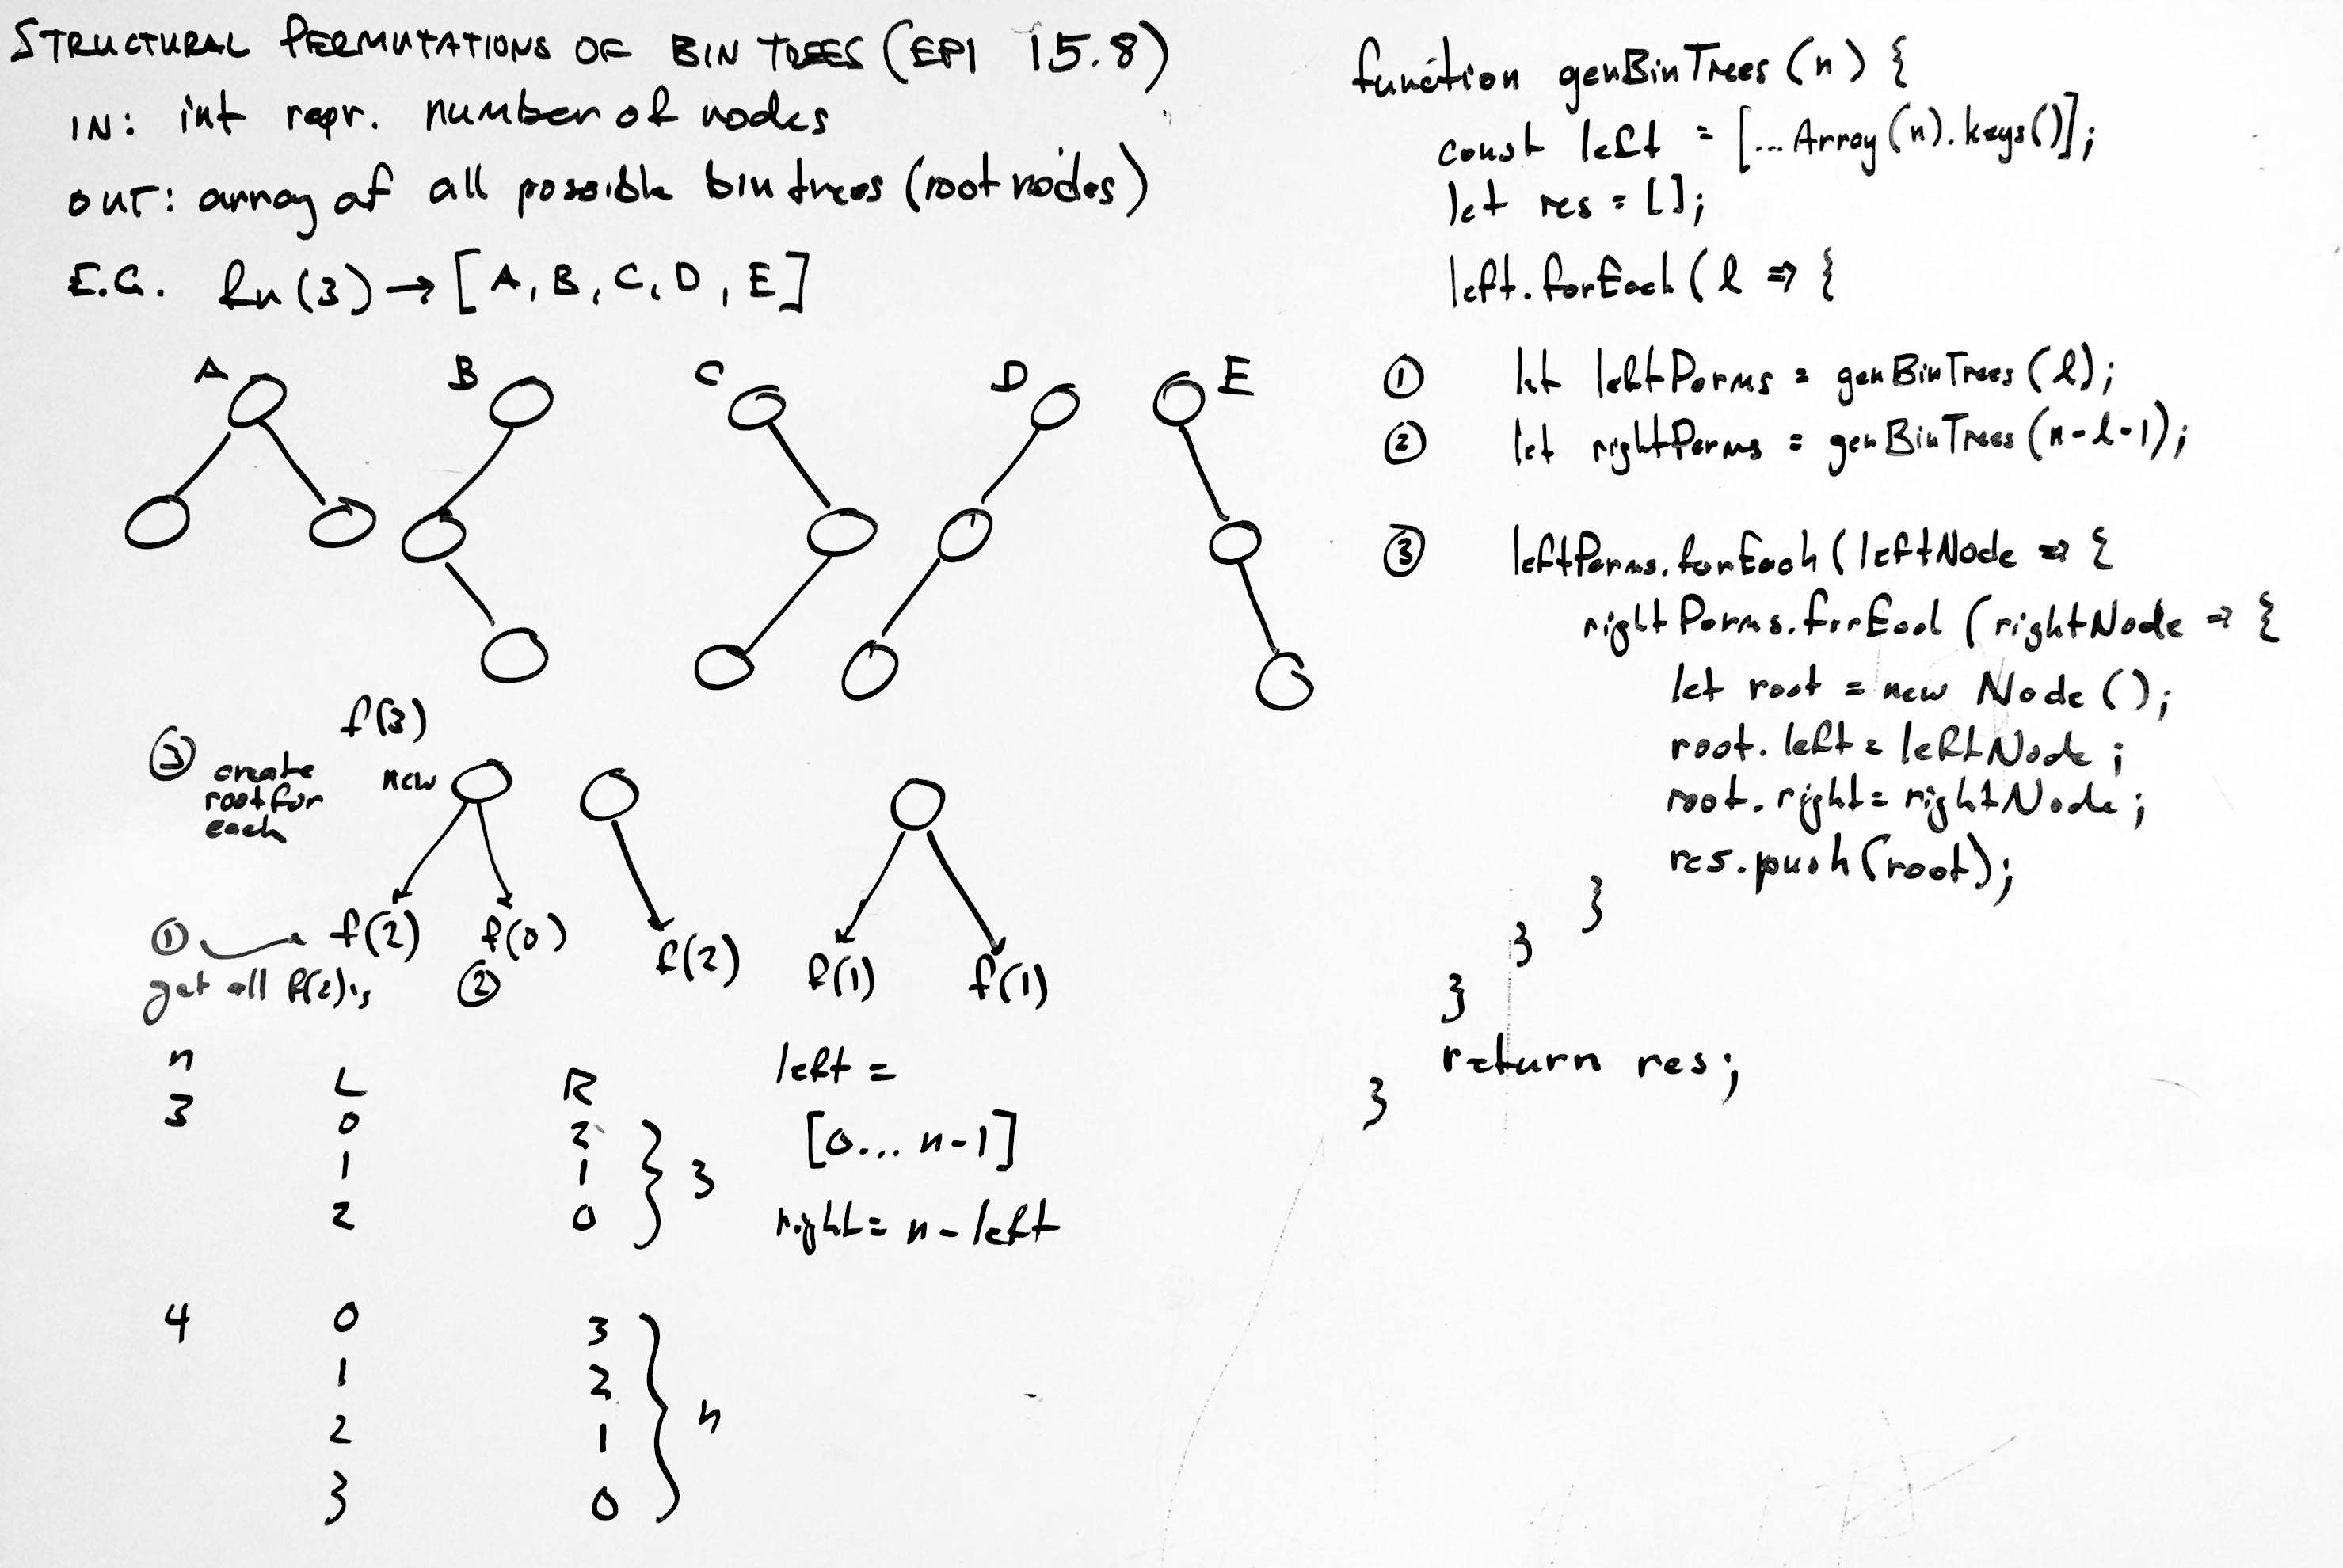 STRUCTURAL PERMUTATIONS OF BIN TREES (EPI 15.8)
IN: int repr. number of nodes
OUT: array of all possible bin trees (root nodes)
E.G. fn(3) → [A, B, C, D, E]
A B C D E
f(3)
③ create root for each
new
f(2) f(0) f(2) f(1) f(1)
① get all f(2)'s
②
n L R
3 0 2
1 1
2 0
} 3
left =
[0... n-1]
right = n - left
4 0 3
1 2
2 1
3 0
} n
function genBinTrees (n) {
const left = [...Array(n).keys()];
let res = [];
left.forEach (l => {
① let leftPerms = genBinTrees (l);
② let rightPerms = genBinTrees (n-l-1);
③ leftPerms.forEach (leftNode => {
rightPerms.forEach (rightNode => {
let root = new Node ();
root.left = leftNode ;
root.right = rightNode ;
res.push(root);
}
}
}
return res;
}